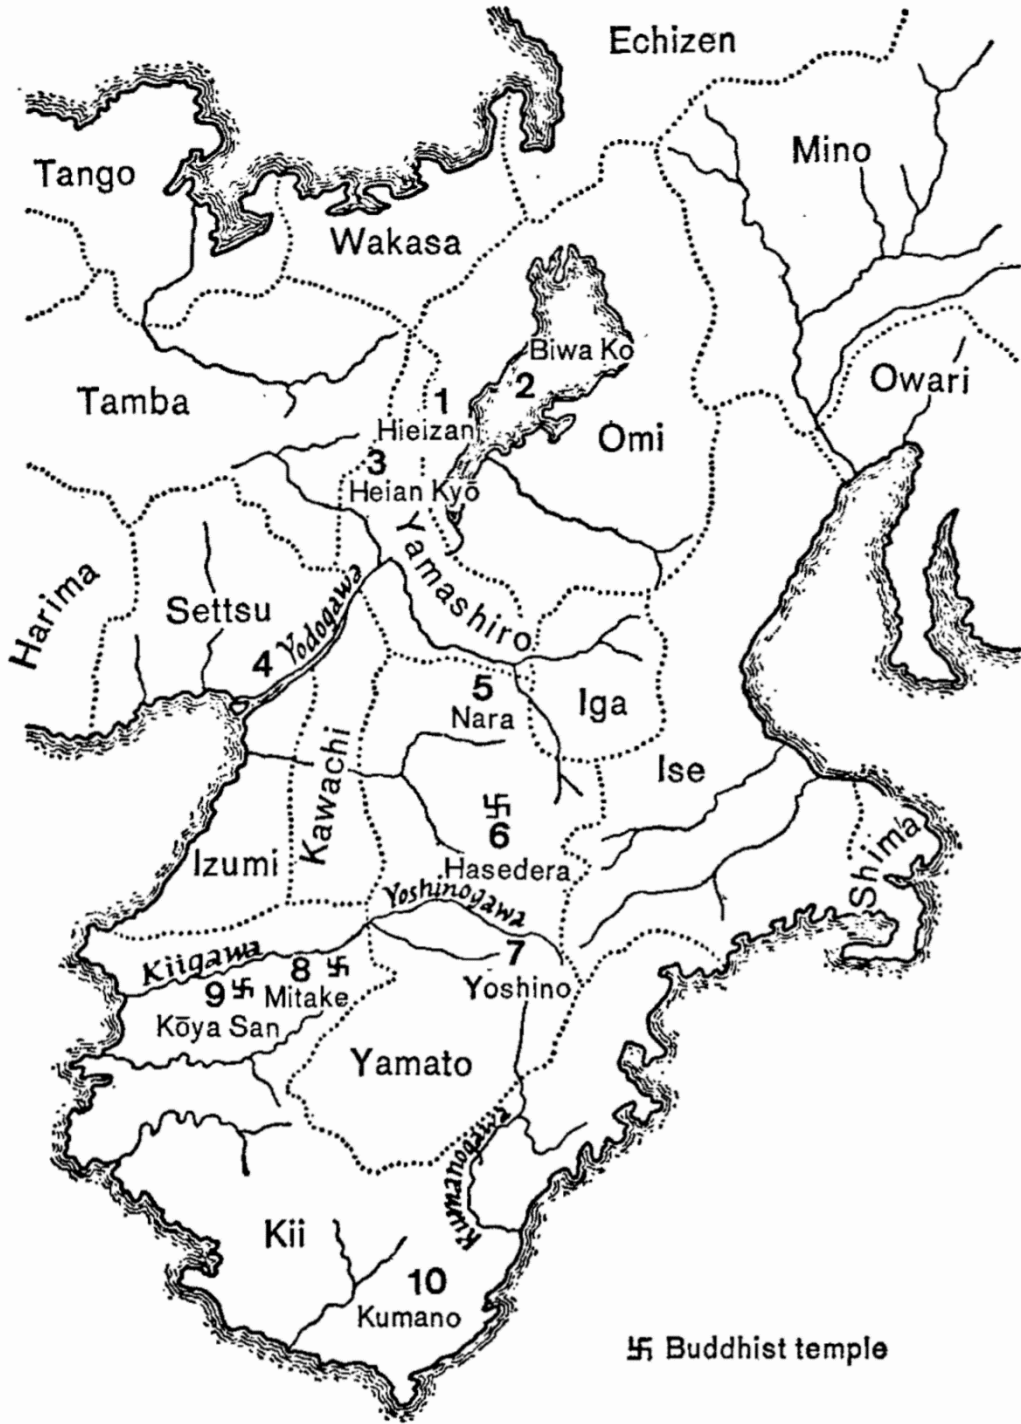 Echizen
Mino
Tango
Wakasa
Biwa Ko
2
Owari
Tamba
1
Hieizan
Omi
3
Heian Kyō
Yamashiro
Harima
Settsu
Yodogawa
4
5
Nara
Iga
Kawachi
Ise
卐
6
Hasedera
Izumi
Shima
Yoshinogawa
Kiigawa
7
Yoshino
8 卐
Mitake
9 卐
Kōya San
Yamato
Kumanogawa
Kii
10
Kumano
卐 Buddhist temple